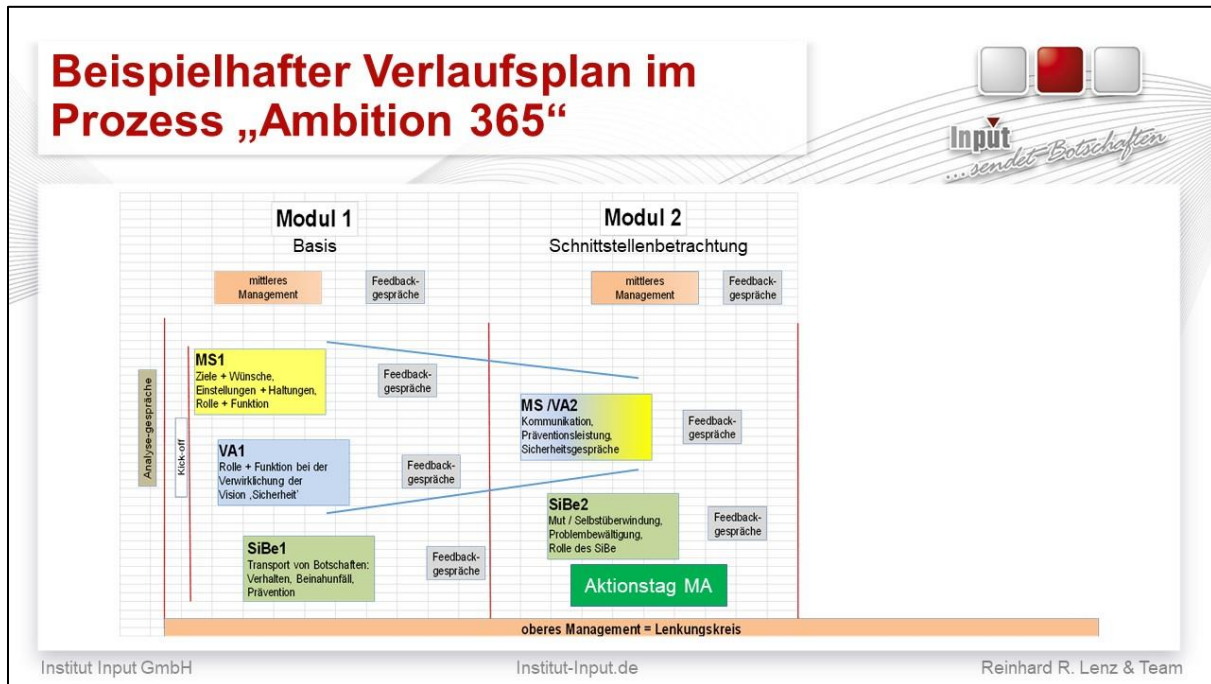 Beispielhafter Verlaufsplan im
Prozess „Ambition 365“
Input
...sendet Botschaften
Modul 1
Basis
Modul 2
Schnittstellenbetrachtung
mittleres
Management
Feedback-
gespräche
mittleres
Management
Feedback-
gespräche
Analyse-gespräche
Kick-off
MS1
Ziele + Wünsche,
Einstellungen + Haltungen,
Rolle + Funktion
Feedback-
gespräche
VA1
Rolle + Funktion bei der
Verwirklichung der
Vision ‚Sicherheit’
Feedback-
gespräche
SiBe1
Transport von Botschaften:
Verhalten, Beinahunfall,
Prävention
Feedback-
gespräche
MS /VA2
Kommunikation,
Präventionsleistung,
Sicherheitsgespräche
Feedback-
gespräche
SiBe2
Mut / Selbstüberwindung,
Problembewältigung,
Rolle des SiBe
Feedback-
gespräche
Aktionstag MA
oberes Management = Lenkungskreis
Institut Input GmbH
Institut-Input.de
Reinhard R. Lenz & Team